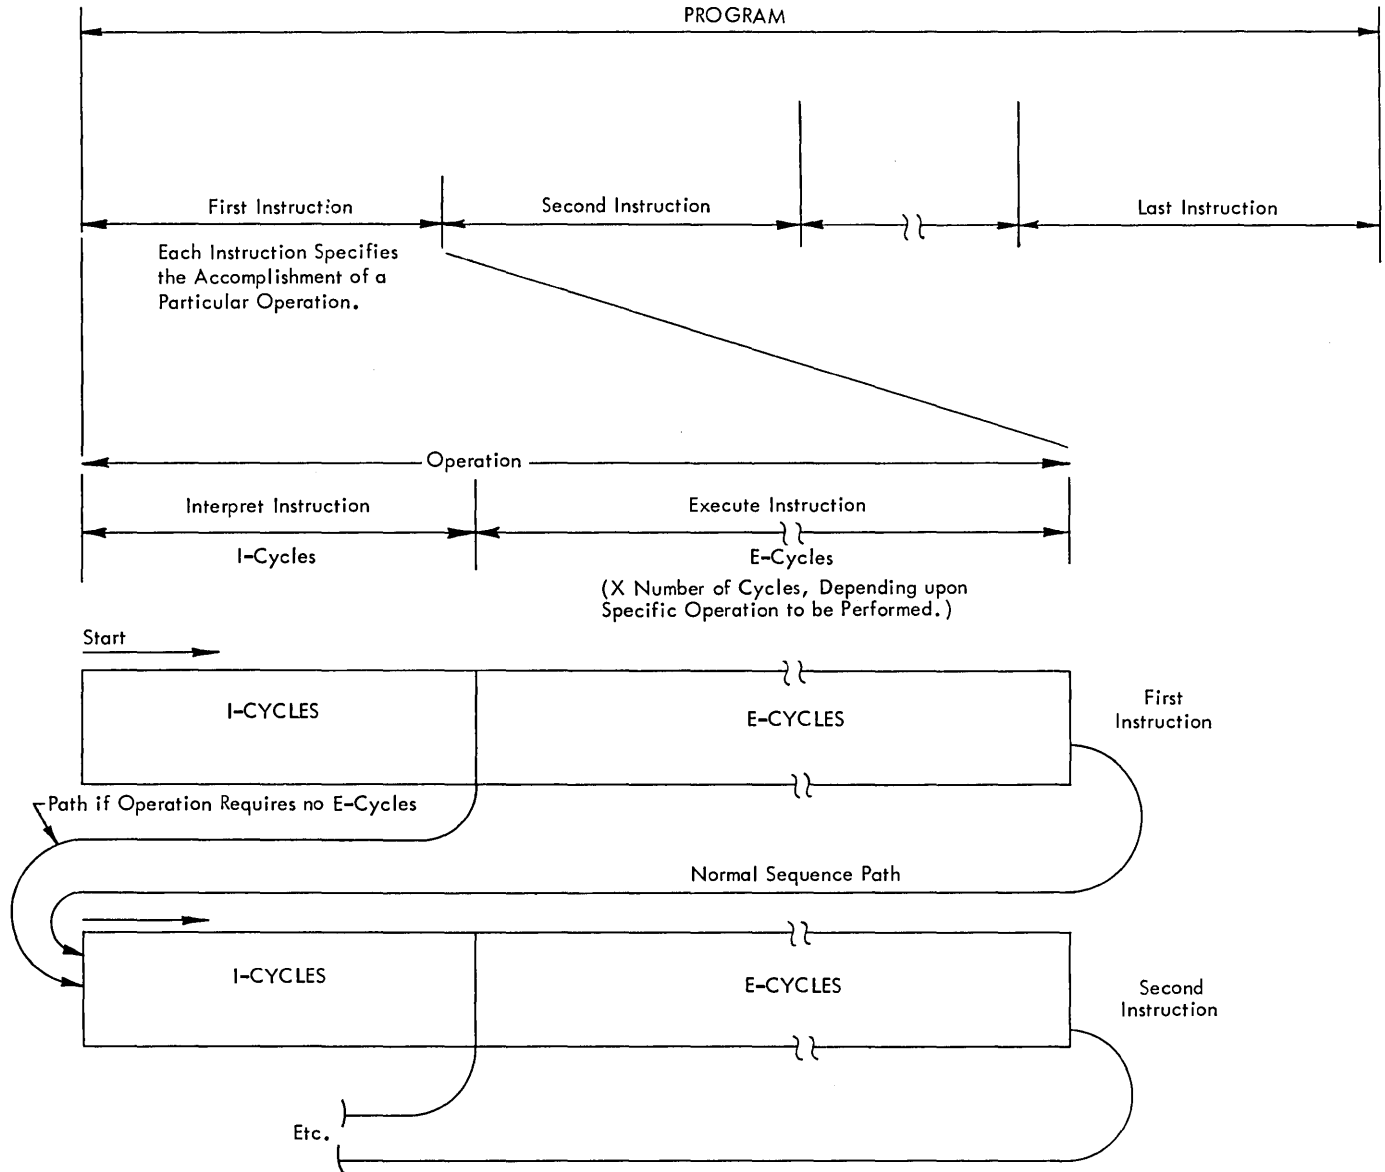 PROGRAM
First Instruction
Second Instruction
Last Instruction
Each Instruction Specifies
the Accomplishment of a
Particular Operation.
Operation
Interpret Instruction
Execute Instruction
I-Cycles
E-Cycles
(X Number of Cycles, Depending upon
Specific Operation to be Performed.)
Start
I-CYCLES
E-CYCLES
First
Instruction
Path if Operation Requires no E-Cycles
Normal Sequence Path
I-CYCLES
E-CYCLES
Second
Instruction
Etc.